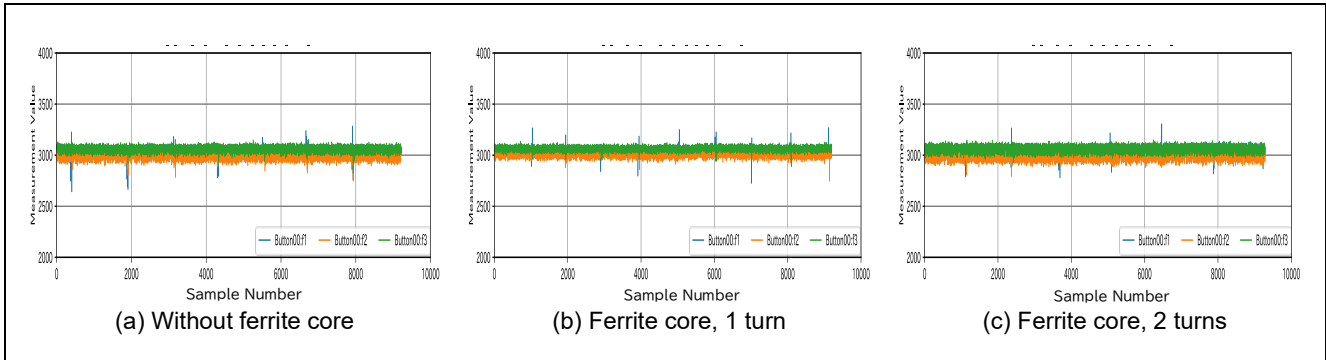 4000
3500
3000
2500
2000
Measurement Value
0
2000
4000
6000
8000
10000
Sample Number
Button00:f1 Button00:f2 Button00:f3
(a) Without ferrite core
4000
3500
3000
2500
2000
Measurement Value
0
2000
4000
6000
8000
10000
Sample Number
Button00:f1 Button00:f2 Button00:f3
(b) Ferrite core, 1 turn
4000
3500
3000
2500
2000
Measurement Value
0
2000
4000
6000
8000
10000
Sample Number
Button00:f1 Button00:f2 Button00:f3
(c) Ferrite core, 2 turns